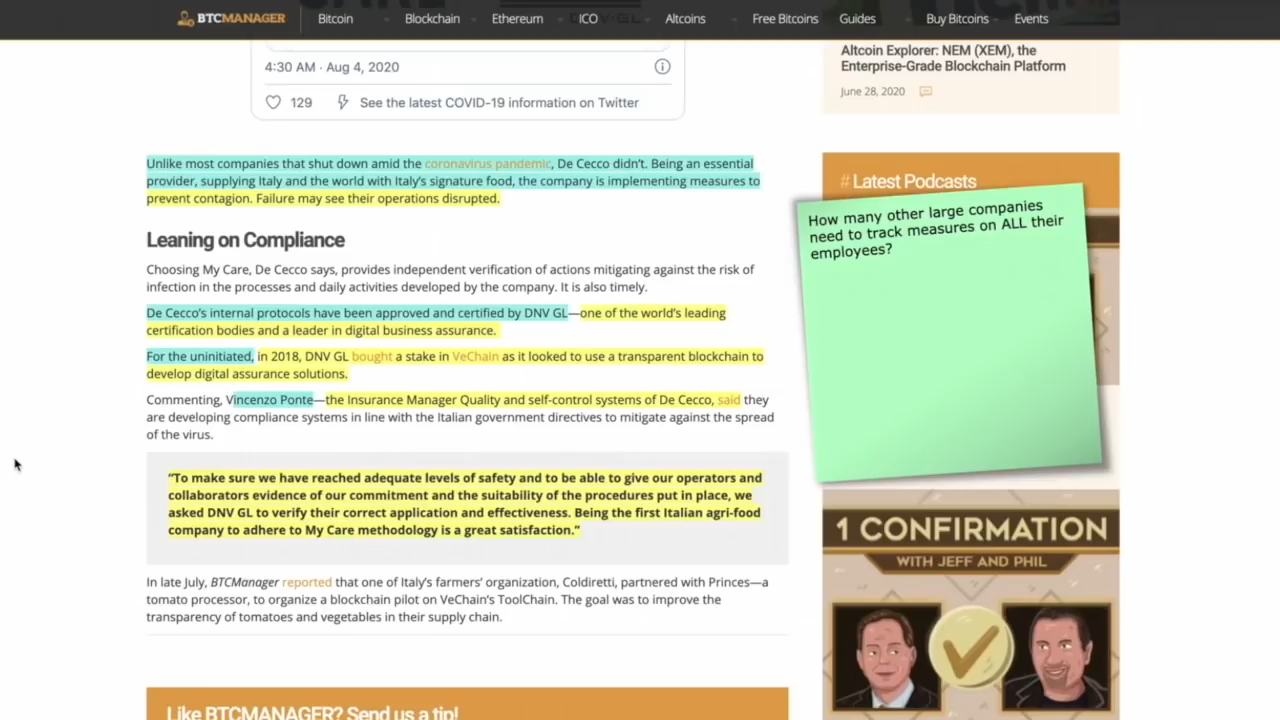 BTCMANAGER
Bitcoin
Blockchain
Ethereum
ICO
Altcoins
Free Bitcoins
Guides
Buy Bitcoins
Events
4:30 AM · Aug 4, 2020
129
See the latest COVID-19 information on Twitter
Unlike most companies that shut down amid the coronavirus pandemic, De Cecco didn't. Being an essential
provider, supplying Italy and the world with Italy's signature food, the company is implementing measures to
prevent contagion. Failure may see their operations disrupted.
Leaning on Compliance
Choosing My Care, De Cecco says, provides independent verification of actions mitigating against the risk of
infection in the processes and daily activities developed by the company. It is also timely.
De Cecco's internal protocols have been approved and certified by DNV GL—one of the world's leading
certification bodies and a leader in digital business assurance.
For the uninitiated, in 2018, DNV GL bought a stake in VeChain as it looked to use a transparent blockchain to
develop digital assurance solutions.
Commenting, Vincenzo Ponte—the Insurance Manager Quality and self-control systems of De Cecco, said they
are developing compliance systems in line with the Italian government directives to mitigate against the spread
of the virus.
"To make sure we have reached adequate levels of safety and to be able to give our operators and
collaborators evidence of our commitment and the suitability of the procedures put in place, we
asked DNV GL to verify their correct application and effectiveness. Being the first Italian agri-food
company to adhere to My Care methodology is a great satisfaction."
In late July, BTCManager reported that one of Italy's farmers' organization, Coldiretti, partnered with Princes—a
tomato processor, to organize a blockchain pilot on VeChain's ToolChain. The goal was to improve the
transparency of tomatoes and vegetables in their supply chain.
Like BTCMANAGER? Send us a tip!
Altcoin Explorer: NEM (XEM), the
Enterprise-Grade Blockchain Platform
June 28, 2020
# Latest Podcasts
How many other large companies
need to track measures on ALL their
employees?
1 CONFIRMATION
WITH JEFF AND PHIL